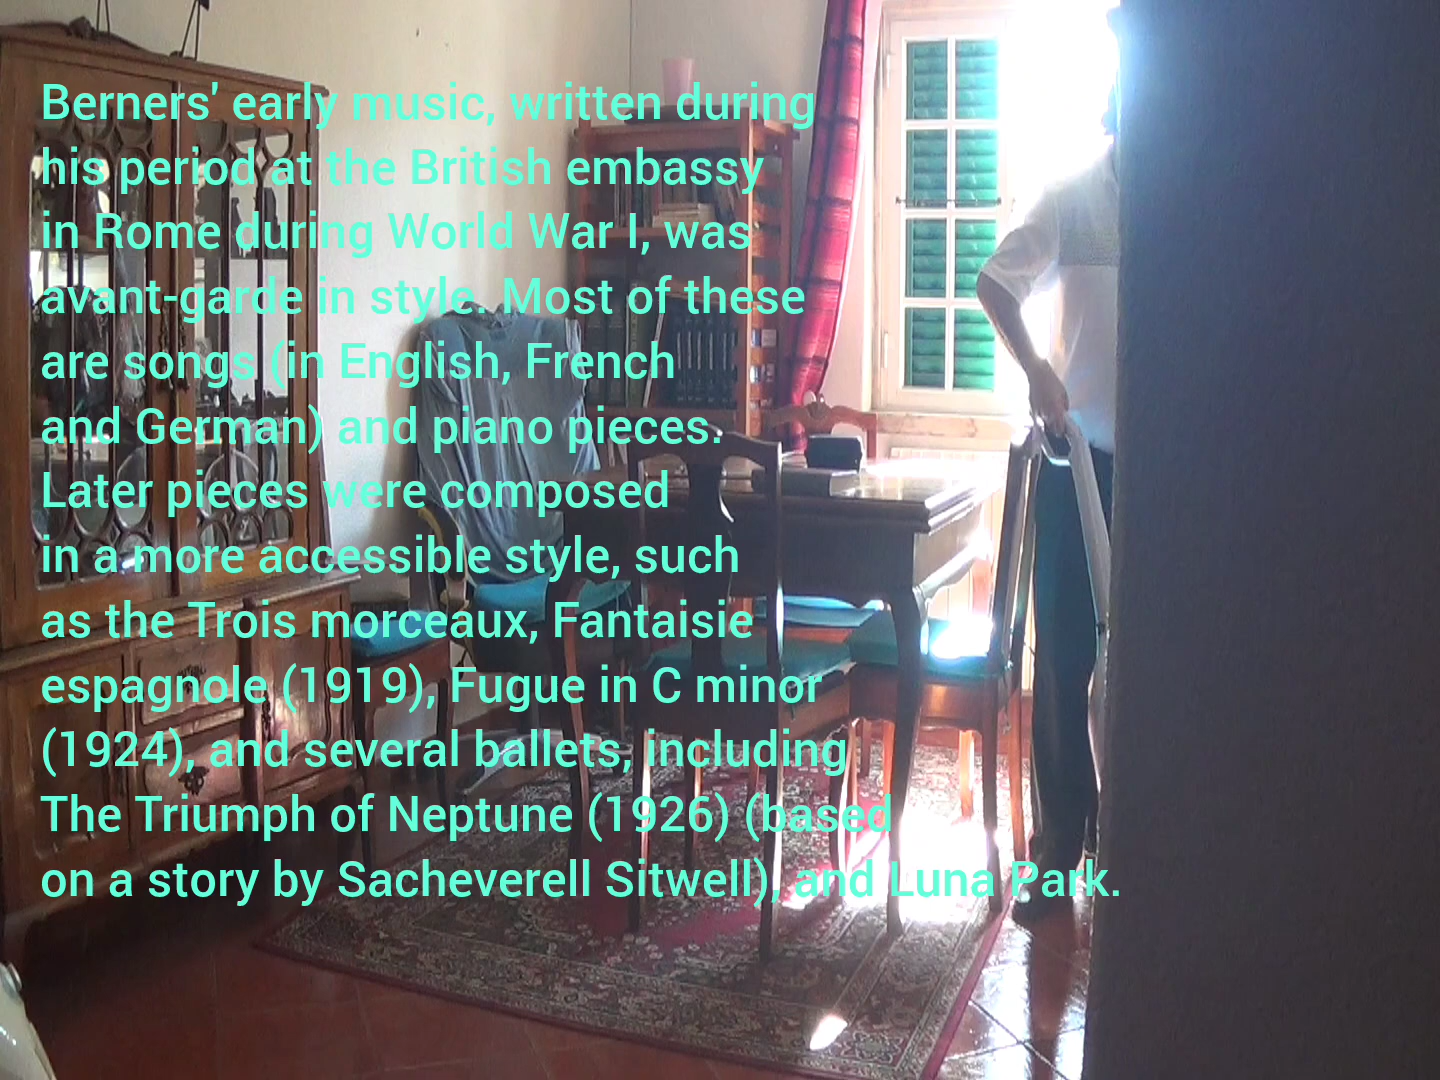 Berners' early music, written during
his period at the British embassy
in Rome during World War I, was
avant-garde in style. Most of these
are songs (in English, French
and German) and piano pieces.
Later pieces were composed
in a more accessible style, such
as the Trois morceaux, Fantaisie
espagnole (1919), Fugue in C minor
(1924), and several ballets, including
The Triumph of Neptune (1926) (based
on a story by Sacheverell Sitwell), and Luna Park.